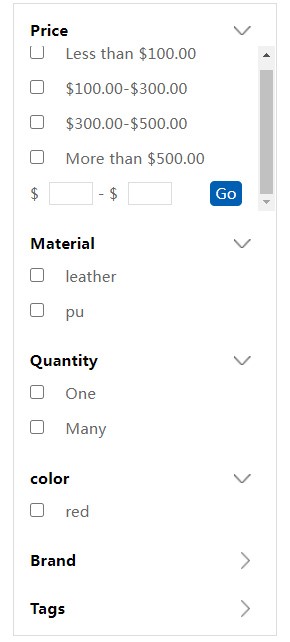 Price
Less than $100.00
$100.00-$300.00
$300.00-$500.00
More than $500.00
$ - $ Go
Material
leather
pu
Quantity
One
Many
color
red
Brand
Tags